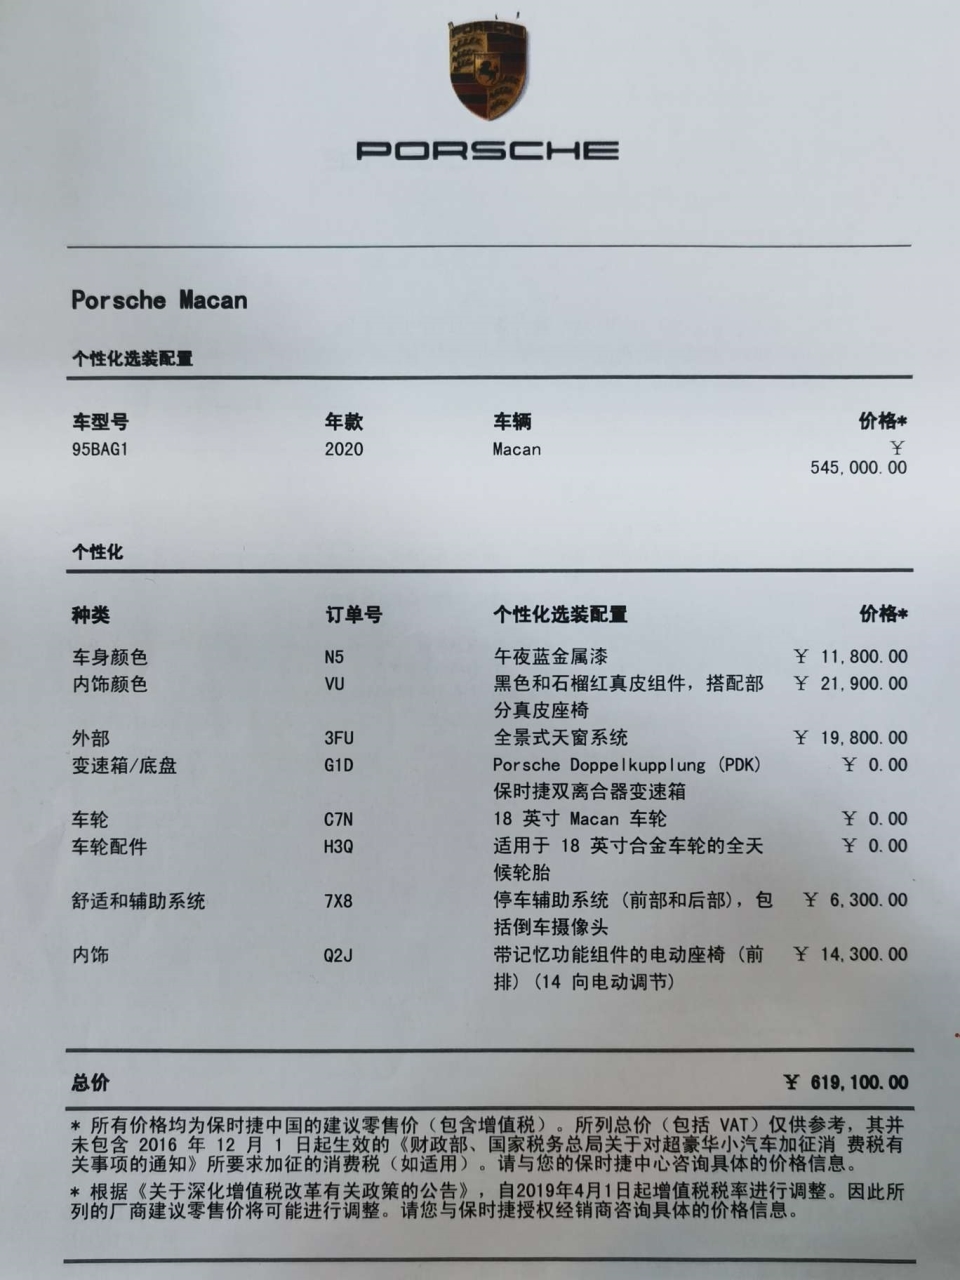 PORSCHE
PORSCHE
Porsche Macan
个性化选装配置
车型号 年款 车辆 价格*
95BAG1 2020 Macan ¥
545,000.00
个性化
种类 订单号 个性化选装配置 价格*
车身颜色 N5 午夜蓝金属漆 ¥ 11,800.00
内饰颜色 VU 黑色和石榴红真皮组件，搭配部 ¥ 21,900.00
分真皮座椅
外部 3FU 全景式天窗系统 ¥ 19,800.00
变速箱/底盘 G1D Porsche Doppelkupplung (PDK) ¥ 0.00
保时捷双离合器变速箱
车轮 C7N 18 英寸 Macan 车轮 ¥ 0.00
车轮配件 H3Q 适用于 18 英寸合金车轮的全天 ¥ 0.00
候轮胎
舒适和辅助系统 7X8 停车辅助系统 (前部和后部)，包 ¥ 6,300.00
括倒车摄像头
内饰 Q2J 带记忆功能组件的电动座椅 (前 ¥ 14,300.00
排) (14 向电动调节)
总价 ¥ 619,100.00
* 所有价格均为保时捷中国的建议零售价（包含增值税）。所列总价（包括 VAT）仅供参考，其并
未包含 2016 年 12 月 1 日起生效的《财政部、国家税务总局关于对超豪华小汽车加征消 费税有
关事项的通知》所要求加征的消费税（如适用）。请与您的保时捷中心咨询具体的价格信息。
* 根据《关于深化增值税改革有关政策的公告》，自2019年4月1日起增值税税率进行调整。因此所
列的厂商建议零售价将可能进行调整。请您与保时捷授权经销商咨询具体的价格信息。